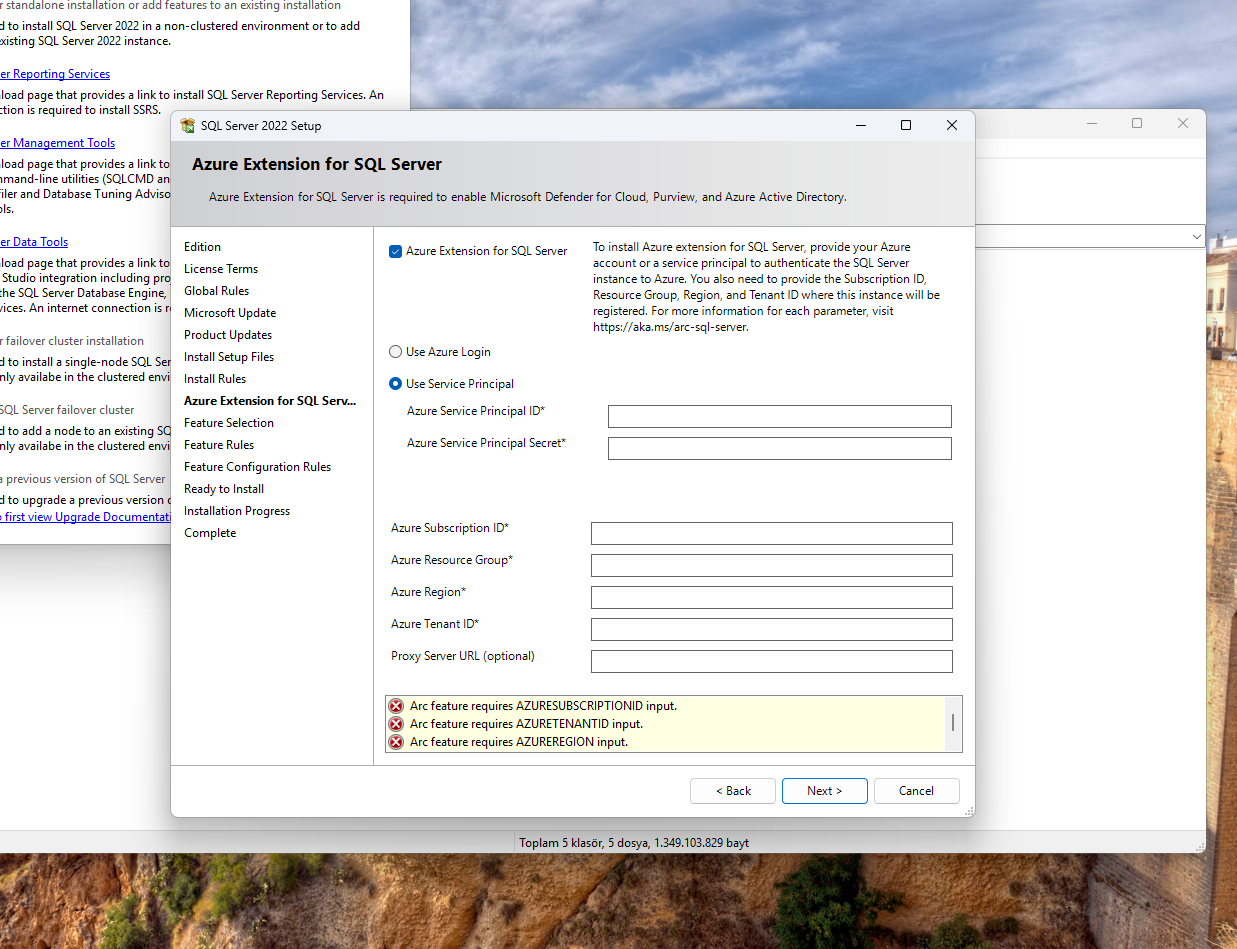 r standalone installation or add features to an existing installation
d to install SQL Server 2022 in a non-clustered environment or to add
existing SQL Server 2022 instance.
er Reporting Services
load page that provides a link to install SQL Server Reporting Services. An
ction is required to install SSRS.
er Management Tools
load page that provides a link to
mmand-line utilities (SQLCMD an
filer and Database Tuning Adviso
ols.
er Data Tools
load page that provides a link to
Studio integration including proj
the SQL Server Database Engine,
vices. An internet connection is r
r failover cluster installation
d to install a single-node SQL Ser
nly availabe in the clustered envi
SQL Server failover cluster
d to add a node to an existing SQ
nly availabe in the clustered envi
a previous version of SQL Server
d to upgrade a previous version o
o first view Upgrade Documentati
SQL Server 2022 Setup
Azure Extension for SQL Server
Azure Extension for SQL Server is required to enable Microsoft Defender for Cloud, Purview, and Azure Active Directory.
Edition
License Terms
Global Rules
Microsoft Update
Product Updates
Install Setup Files
Install Rules
Azure Extension for SQL Serv...
Feature Selection
Feature Rules
Feature Configuration Rules
Ready to Install
Installation Progress
Complete
Azure Extension for SQL Server
To install Azure extension for SQL Server, provide your Azure
account or a service principal to authenticate the SQL Server
instance to Azure. You also need to provide the Subscription ID,
Resource Group, Region, and Tenant ID where this instance will be
registered. For more information for each parameter, visit
https://aka.ms/arc-sql-server.
Use Azure Login
Use Service Principal
Azure Service Principal ID*
Azure Service Principal Secret*
Azure Subscription ID*
Azure Resource Group*
Azure Region*
Azure Tenant ID*
Proxy Server URL (optional)
Arc feature requires AZURESUBSCRIPTIONID input.
Arc feature requires AZURETENANTID input.
Arc feature requires AZUREREGION input.
< Back
Next >
Cancel
Toplam 5 klasör, 5 dosya, 1.349.103.829 bayt